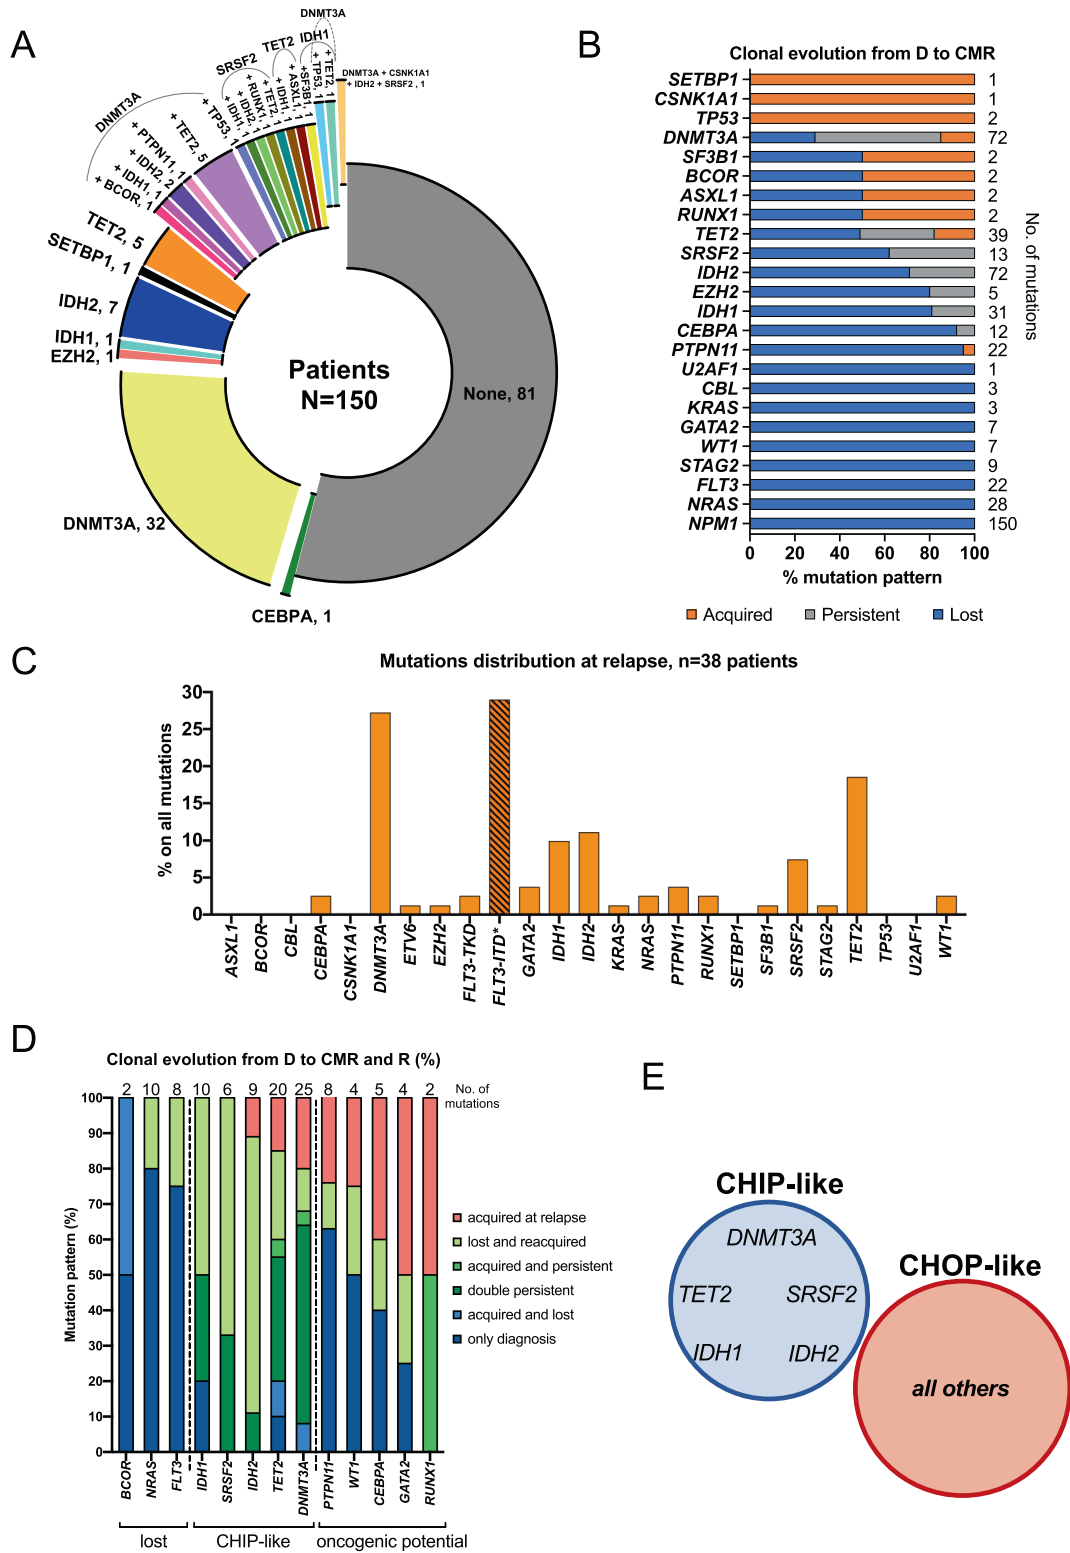 A
DNMT3A
SRSF2
TET2
IDH1
DNMT3A
+ BCOR, 1
+ IDH1, 1
+ IDH2, 2
+ PTPN11, 1
+ TET2, 5
+ TP53, 1
+ IDH1, 1
+ IDH2, 1
+ RUNX1, 1
+ TET2, 1
+ IDH1, 1
+ ASXL1, 1
+SF3B1, 1
+ TP53, 1
+ TET2, 1
DNMT3A + CSNK1A1
+ IDH2 + SRSF2 , 1
TET2, 5
SETBP1, 1
IDH2, 7
IDH1, 1
EZH2, 1
Patients
N=150
None, 81
DNMT3A, 32
CEBPA, 1
B
Clonal evolution from D to CMR
SETBP1 1
CSNK1A1 1
TP53 2
DNMT3A 72
SF3B1 2
BCOR 2
ASXL1 2
RUNX1 2
TET2 39
SRSF2 13
IDH2 72
EZH2 5
IDH1 31
CEBPA 12
PTPN11 22
U2AF1 1
CBL 3
KRAS 3
GATA2 7
WT1 7
STAG2 9
FLT3 22
NRAS 28
NPM1 150
No. of mutations
0 20 40 60 80 100
% mutation pattern
Acquired Persistent Lost
C
Mutations distribution at relapse, n=38 patients
% on all mutations
30
25
20
15
10
5
0
ASXL1 BCOR CBL CEBPA CSNK1A1 DNMT3A ETV6 EZH2 FLT3-TKD FLT3-ITD* GATA2 IDH1 IDH2 KRAS NRAS PTPN11 RUNX1 SETBP1 SF3B1 SRSF2 STAG2 TET2 TP53 U2AF1 WT1
D
Clonal evolution from D to CMR and R (%)
2 10 8 10 6 9 20 25 8 4 5 4 2
No. of
mutations
Mutation pattern (%)
100
90
80
70
60
50
40
30
20
10
0
acquired at relapse
lost and reacquired
acquired and persistent
double persistent
acquired and lost
only diagnosis
BCOR NRAS FLT3 IDH1 SRSF2 IDH2 TET2 DNMT3A PTPN11 WT1 CEBPA GATA2 RUNX1
lost CHIP-like oncogenic potential
E
CHIP-like
DNMT3A
TET2 SRSF2
IDH1 IDH2
CHOP-like
all others